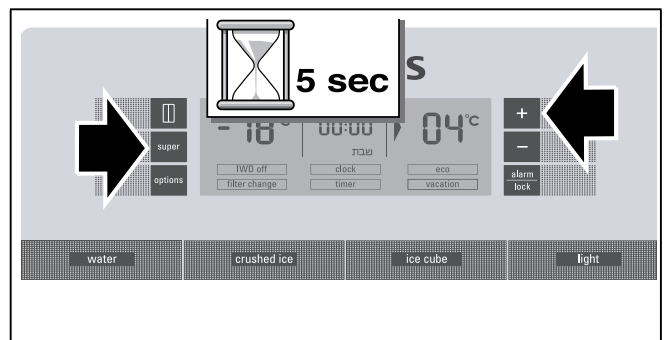 5 sec
S
super
options
-18°
00:00
שבת
04°C
IWD off
clock
eco
filter change
timer
vacation
+
−
alarm
lock
water
crushed ice
ice cube
light